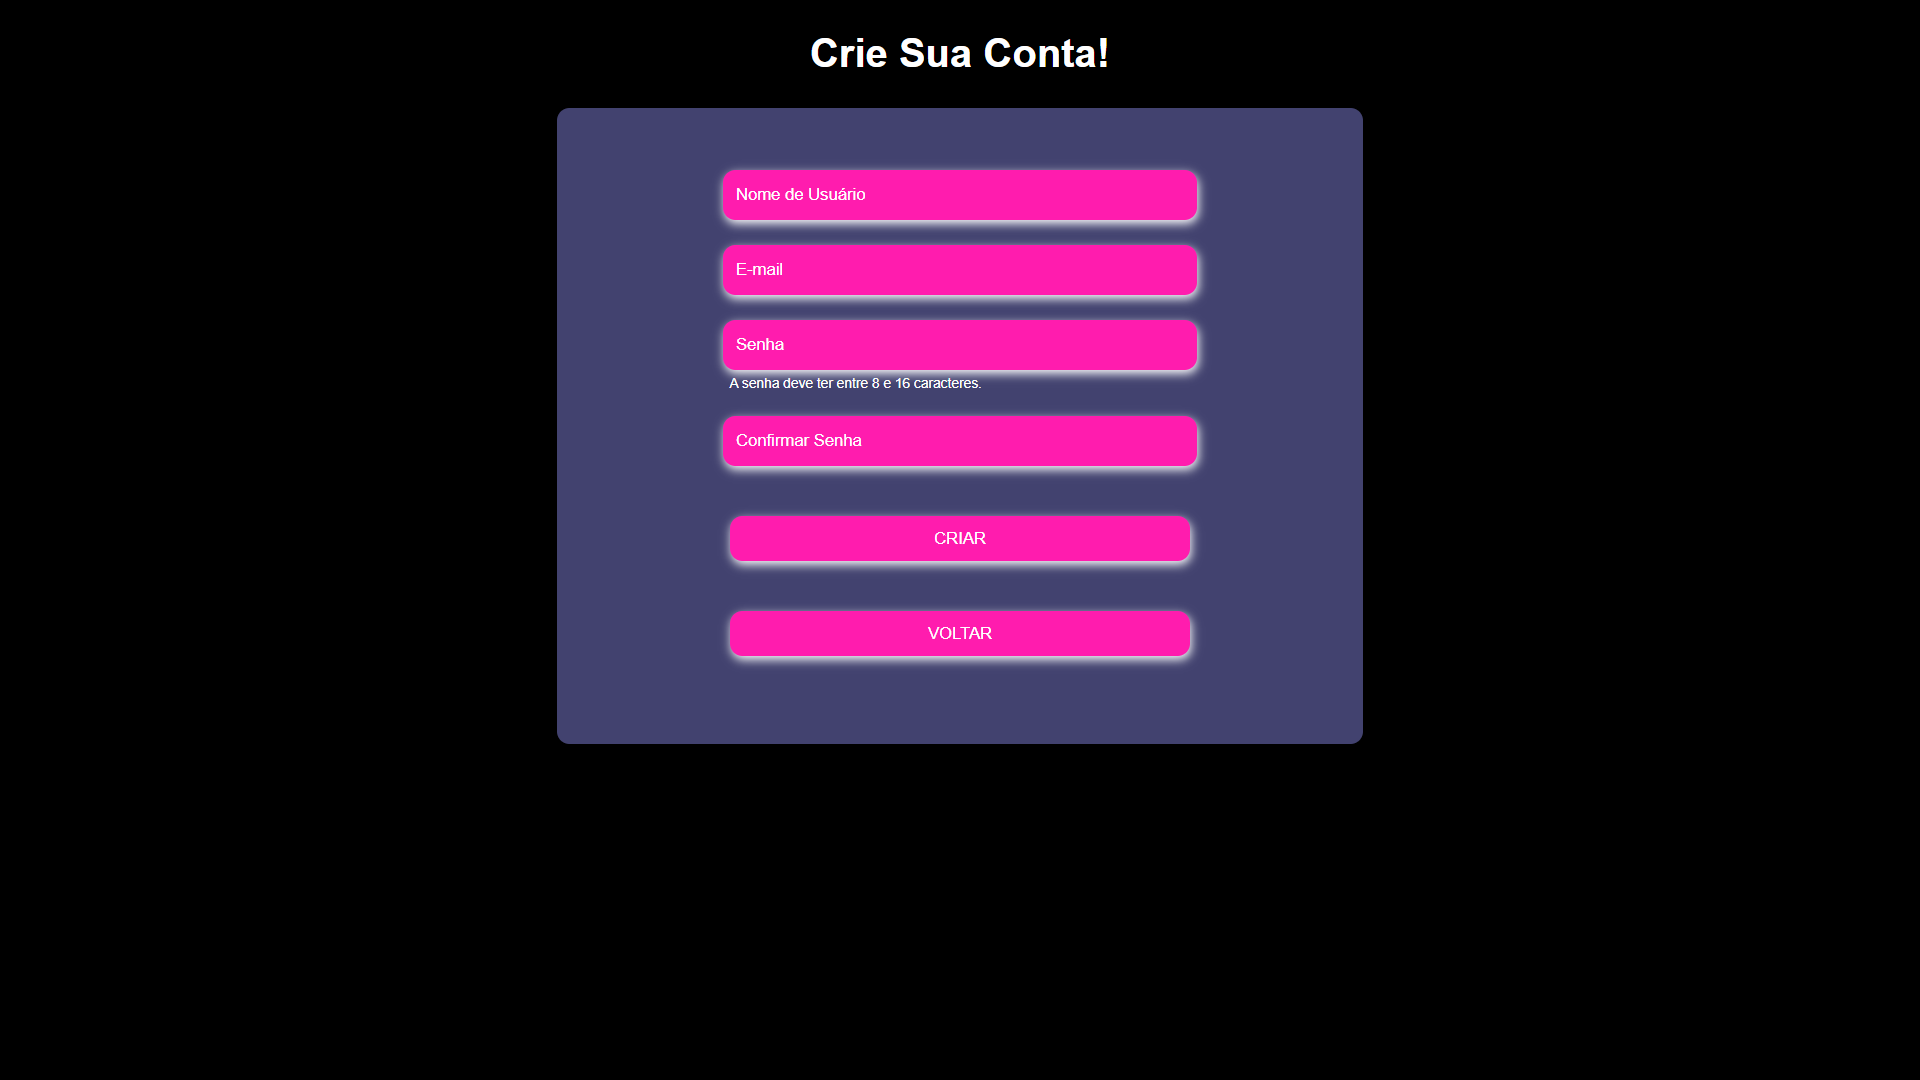 Crie Sua Conta!
Nome de Usuário
E-mail
Senha
A senha deve ter entre 8 e 16 caracteres.
Confirmar Senha
CRIAR
VOLTAR